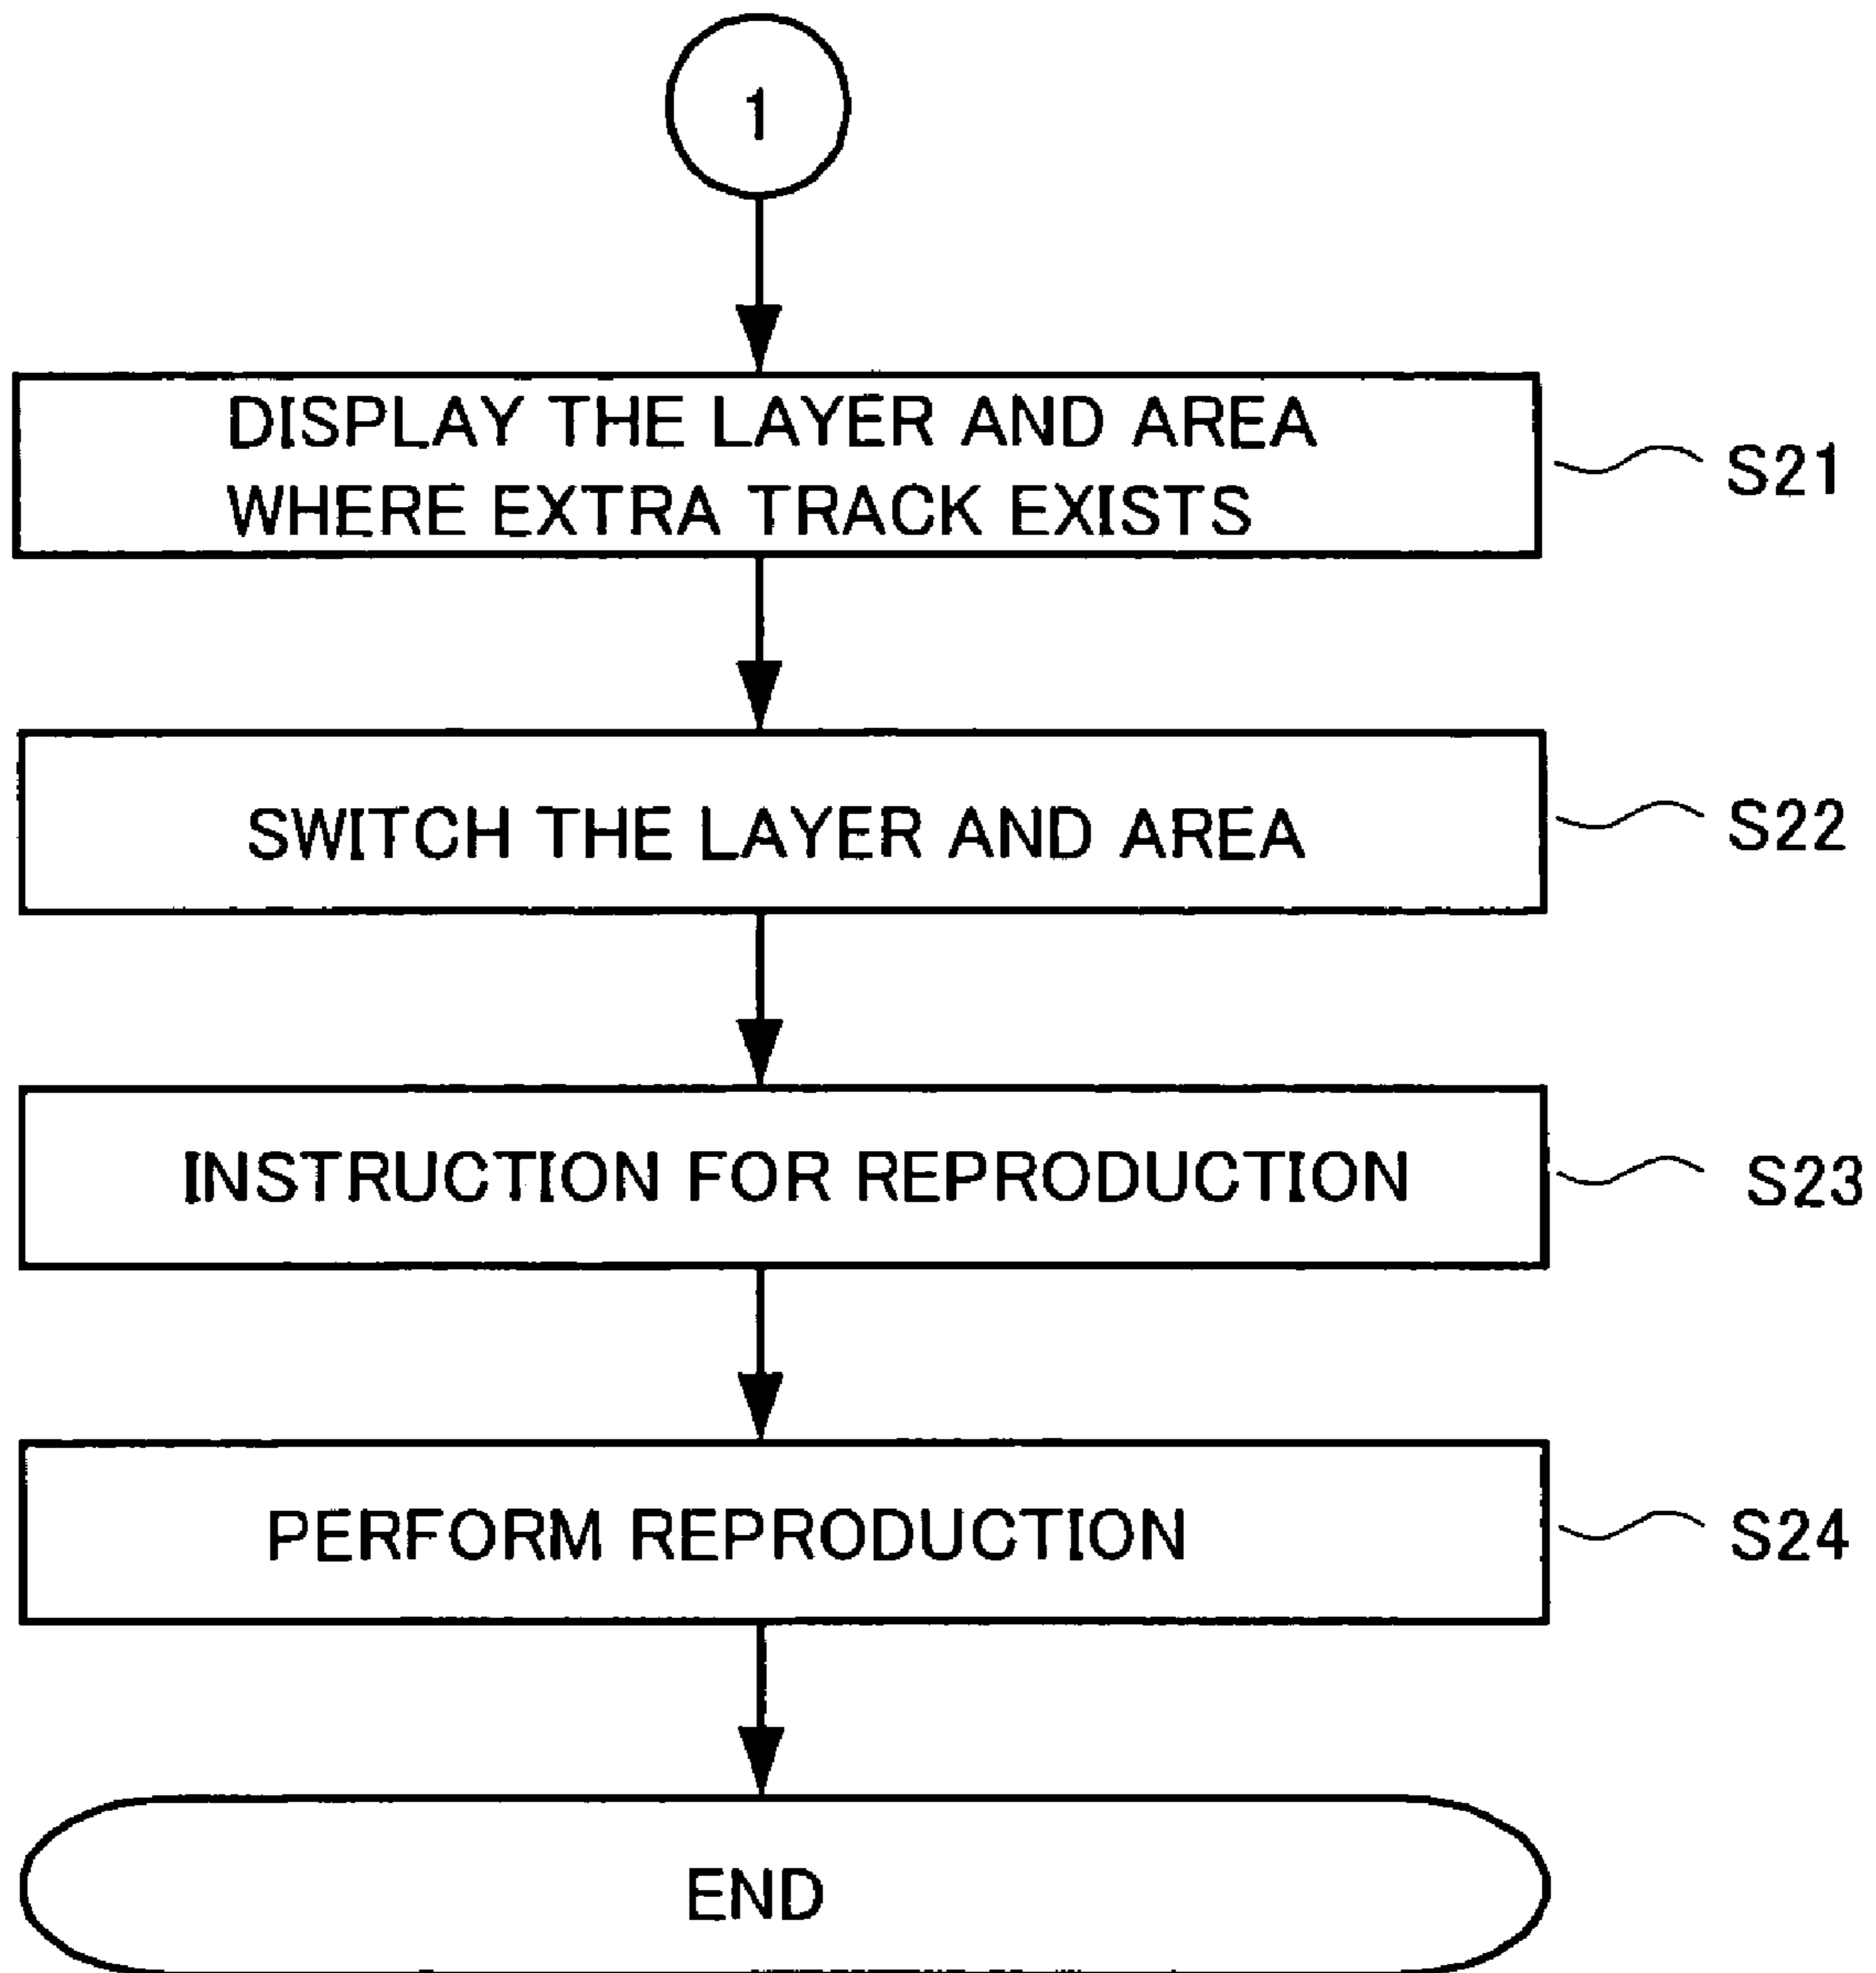 1
DISPLAY THE LAYER AND AREA
WHERE EXTRA TRACK EXISTS
S21
SWITCH THE LAYER AND AREA
S22
INSTRUCTION FOR REPRODUCTION
S23
PERFORM REPRODUCTION
S24
END